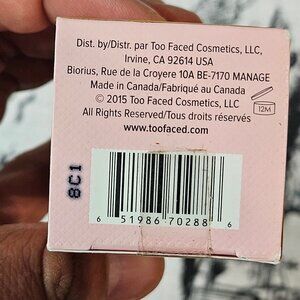 Dist. by/Distr. par Too Faced Cosmetics, LLC,
Irvine, CA 92614 USA
Biorius, Rue de la Croyere 10A BE-7170 MANAGE
Made in Canada/Fabriqué au Canada
© 2015 Too Faced Cosmetics, LLC
All Rights Reserved/Tous droits réservés
www.toofaced.com
12M
8C1
6 51986 70288 6